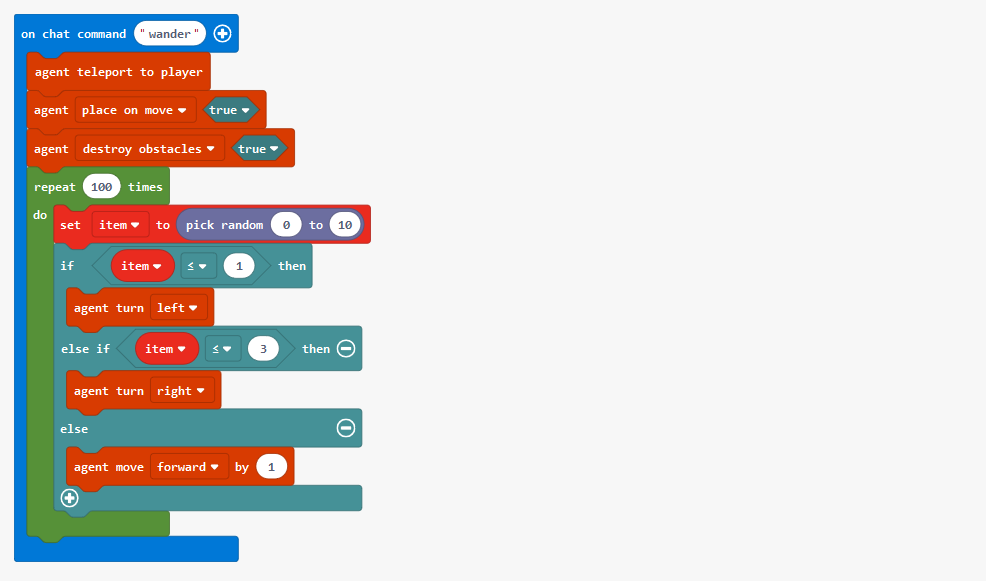 on chat command "wander"
agent teleport to player
agent place on move true
agent destroy obstacles true
repeat 100 times
do
set item to pick random 0 to 10
if item ≤ 1 then
agent turn left
else if item ≤ 3 then
agent turn right
else
agent move forward by 1